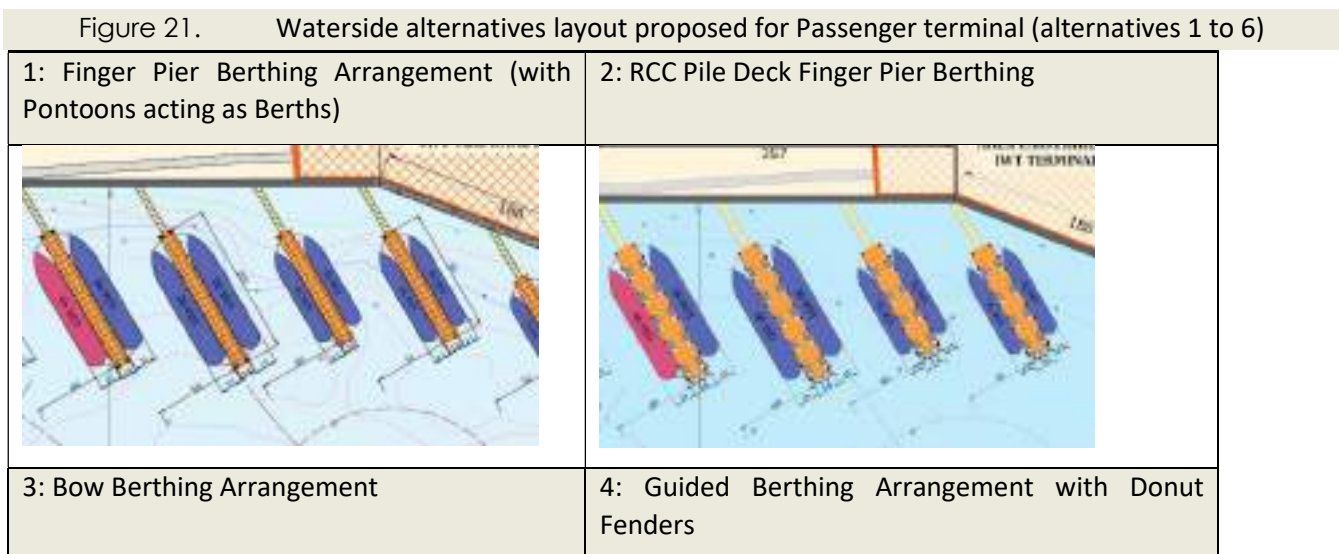 Figure 21. Waterside alternatives layout proposed for Passenger terminal (alternatives 1 to 6)
1: Finger Pier Berthing Arrangement (with
Pontoons acting as Berths)
2: RCC Pile Deck Finger Pier Berthing
267
IWT TERMINAL
3: Bow Berthing Arrangement
4: Guided Berthing Arrangement with Donut
Fenders